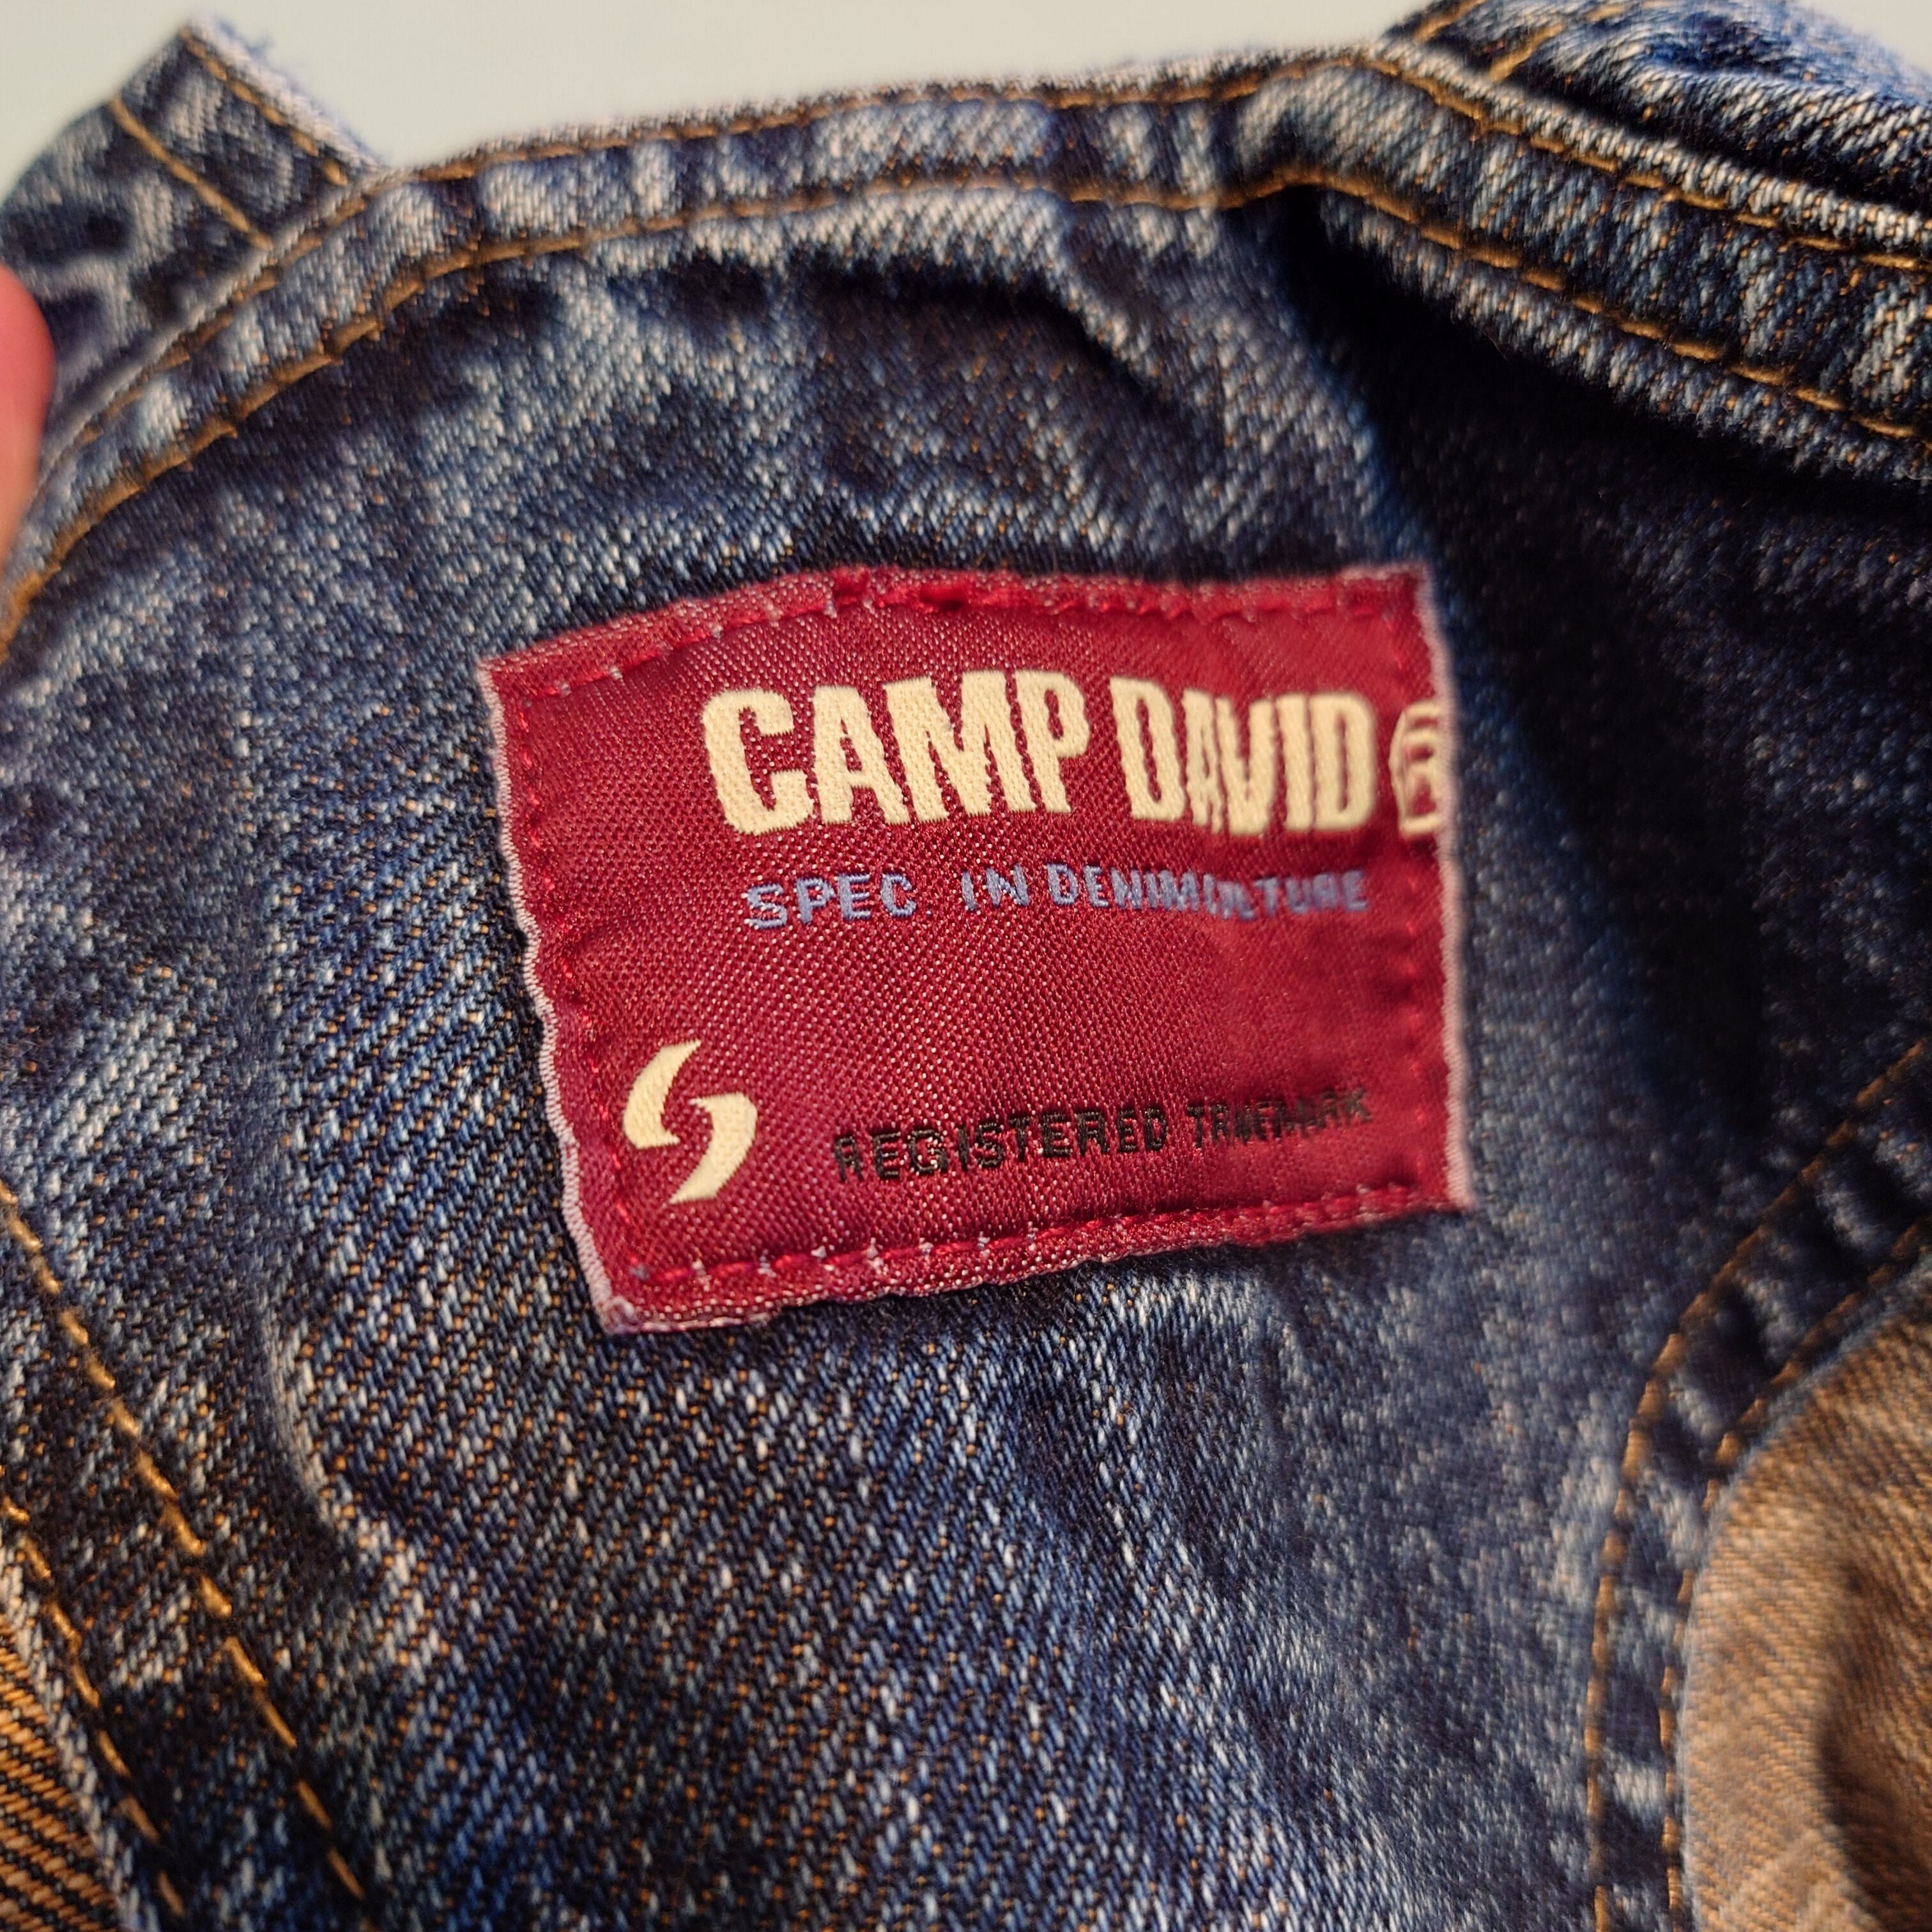 CAMP DAVID ®
SPEC. IN DENIMCULTURE
REGISTERED TRADEMARK